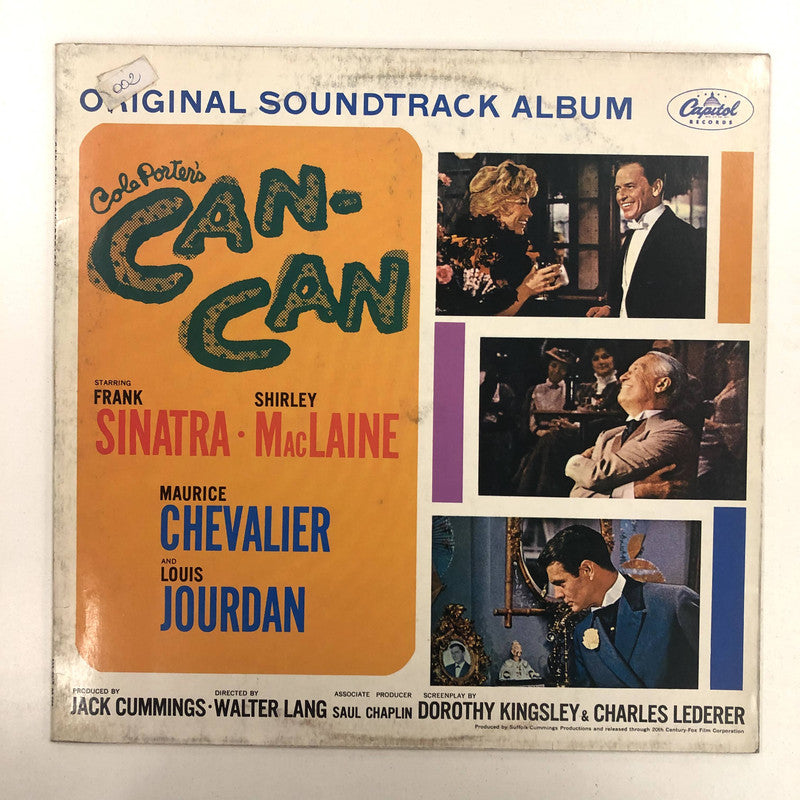 002
ORIGINAL SOUNDTRACK ALBUM
Capitol
RECORDS
Cole Porter's
CAN-
CAN
STARRING
FRANK SHIRLEY
SINATRA · MACLAINE
MAURICE
CHEVALIER
AND
LOUIS
JOURDAN
PRODUCED BY DIRECTED BY ASSOCIATE PRODUCER SCREENPLAY BY
JACK CUMMINGS · WALTER LANG SAUL CHAPLIN DOROTHY KINGSLEY & CHARLES LEDERER
Produced by Suffolk-Cummings Productions and released through 20th Century-Fox Film Corporation